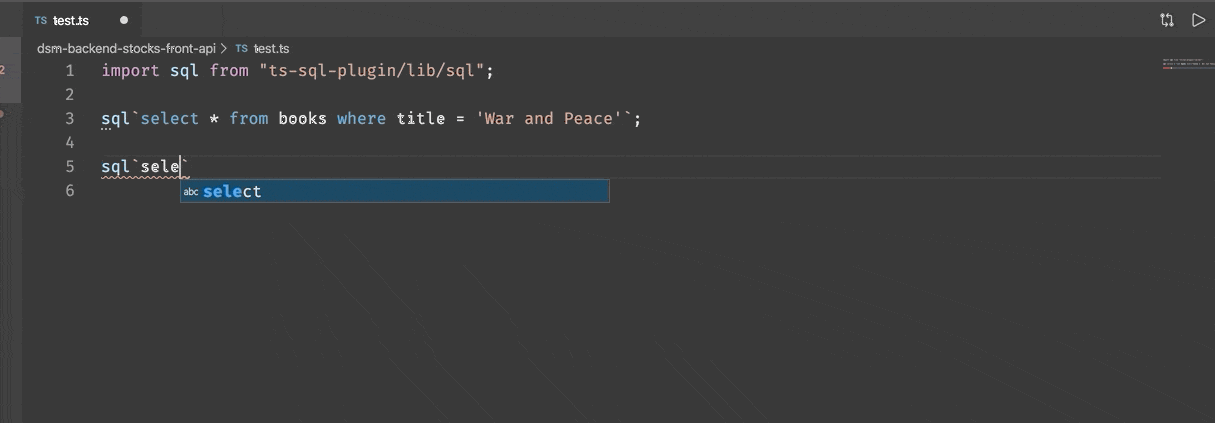 TS test.ts
dsm-backend-stocks-front-api > TS test.ts
2
1 import sql from "ts-sql-plugin/lib/sql";
2
3 sql`select * from books where title = 'War and Peace'`;
4
5 sql`sele`
6
abc select